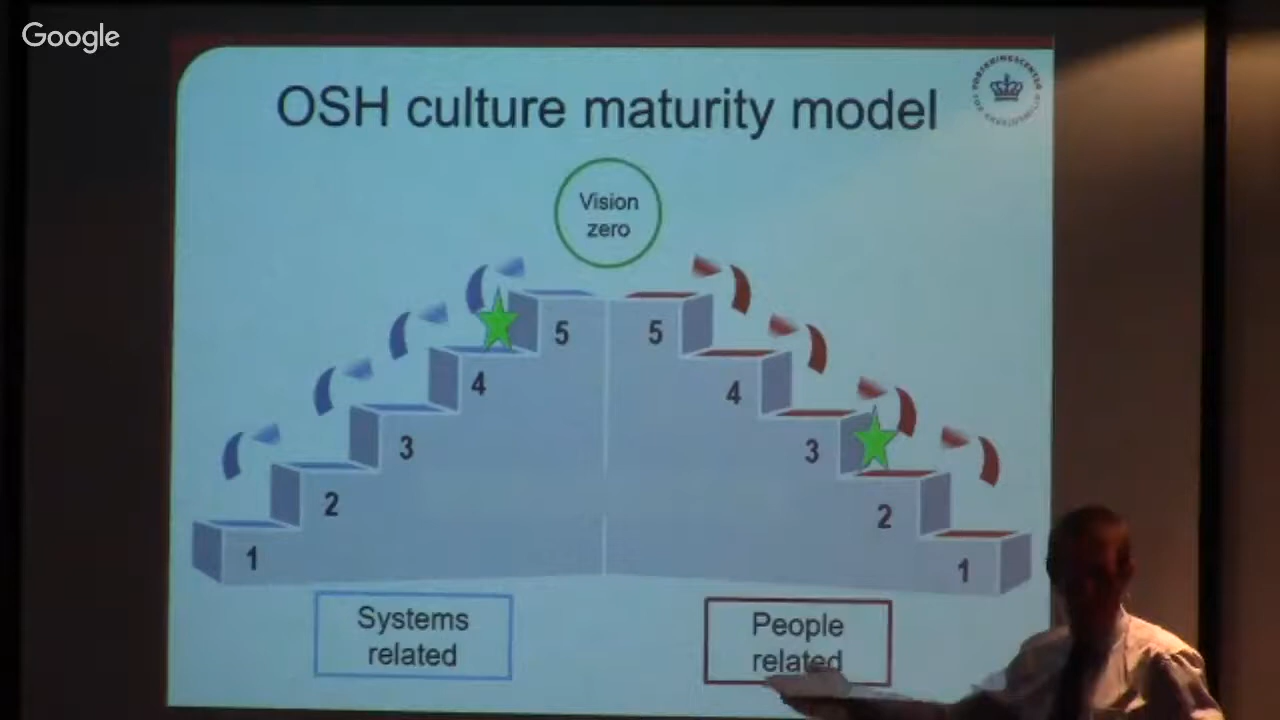 Google
OSH culture maturity model
Vision
zero
5
5
4
4
3
3
2
2
1
1
Systems
related
People
related